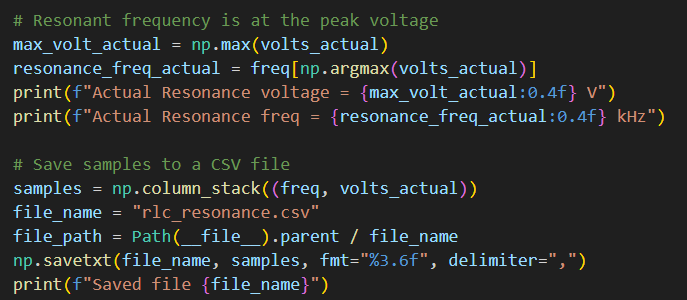 # Resonant frequency is at the peak voltage
max_volt_actual = np.max(volts_actual)
resonance_freq_actual = freq[np.argmax(volts_actual)]
print(f"Actual Resonance voltage = {max_volt_actual:0.4f} V")
print(f"Actual Resonance freq = {resonance_freq_actual:0.4f} kHz")

# Save samples to a CSV file
samples = np.column_stack((freq, volts_actual))
file_name = "rlc_resonance.csv"
file_path = Path(__file__).parent / file_name
np.savetxt(file_name, samples, fmt="%3.6f", delimiter=",")
print(f"Saved file {file_name}")